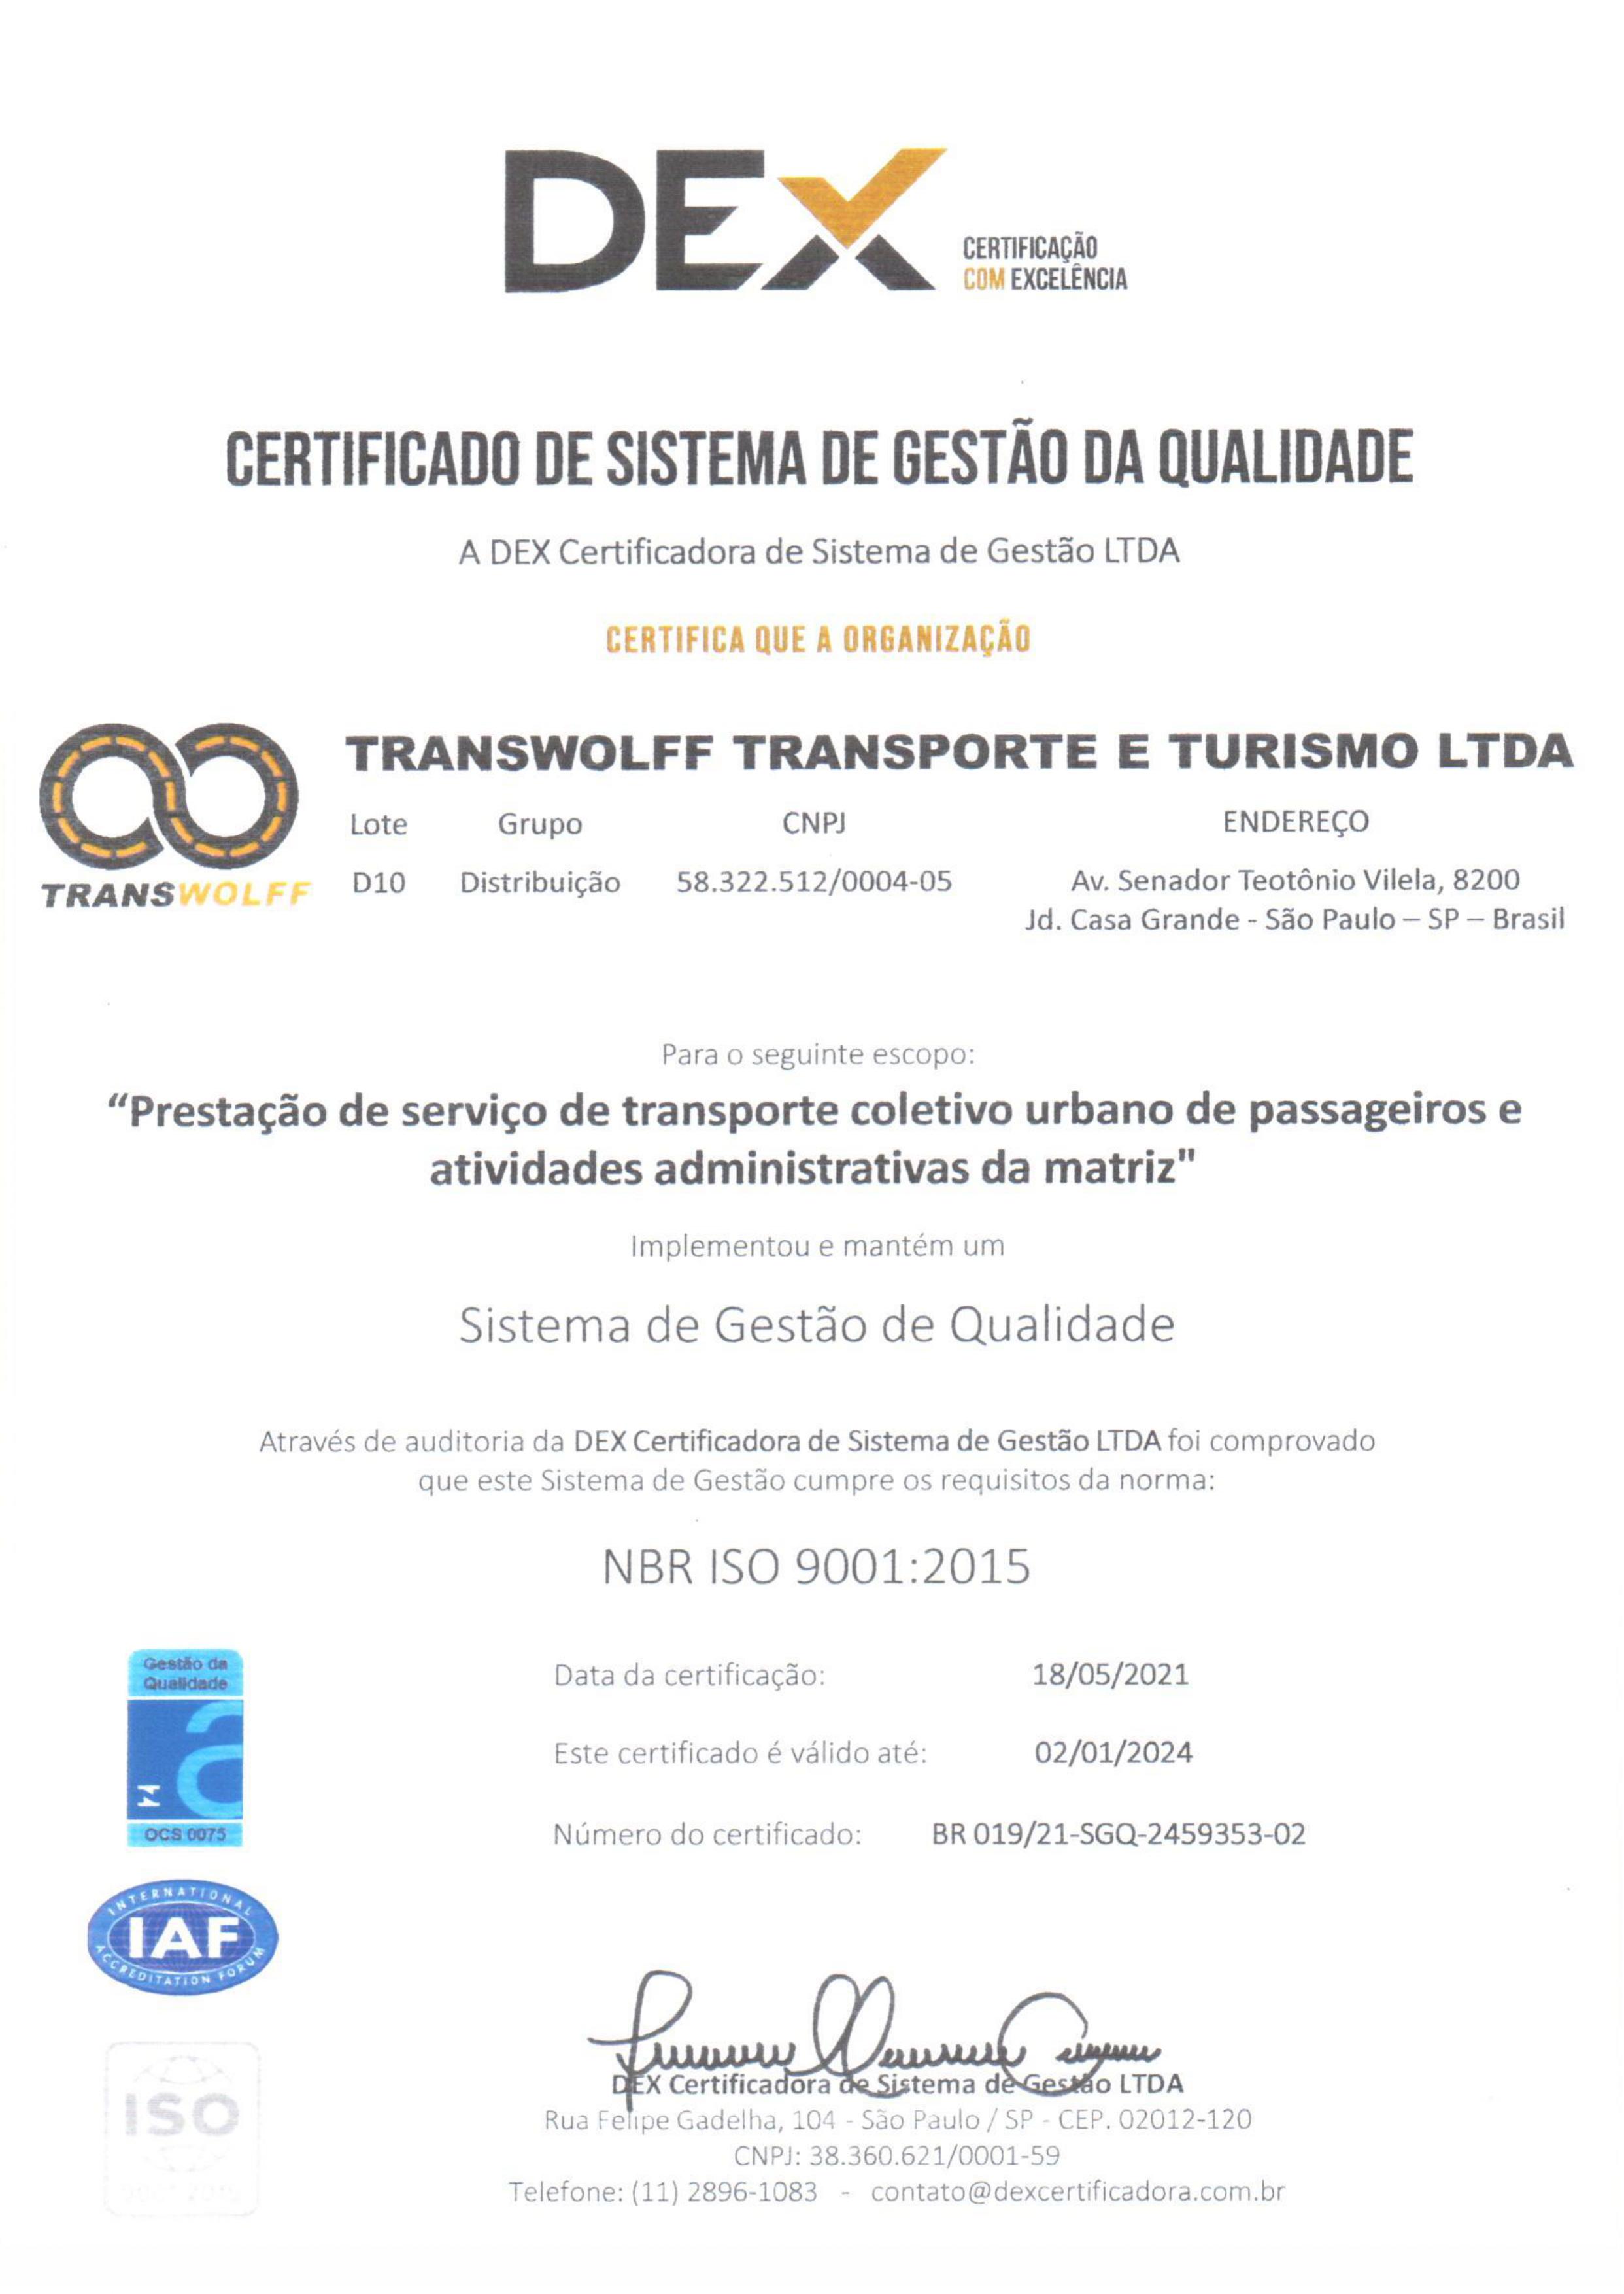 DEX
CERTIFICAÇÃO
COM EXCELÊNCIA
CERTIFICADO DE SISTEMA DE GESTÃO DA QUALIDADE
A DEX Certificadora de Sistema de Gestão LTDA
CERTIFICA QUE A ORGANIZAÇÃO
TRANSWOLFF
TRANSWOLFF TRANSPORTE E TURISMO LTDA
Lote Grupo CNPJ ENDEREÇO
D10 Distribuição 58.322.512/0004-05 Av. Senador Teotônio Vilela, 8200
Jd. Casa Grande - São Paulo – SP – Brasil
Para o seguinte escopo:
“Prestação de serviço de transporte coletivo urbano de passageiros e
atividades administrativas da matriz"
Implementou e mantém um
Sistema de Gestão de Qualidade
Através de auditoria da DEX Certificadora de Sistema de Gestão LTDA foi comprovado
que este Sistema de Gestão cumpre os requisitos da norma:
NBR ISO 9001:2015
Data da certificação: 18/05/2021
Este certificado é válido até: 02/01/2024
Número do certificado: BR 019/21-SGQ-2459353-02
Gestão da
Qualidade
OCS 0075
INTERNATIONAL
IAF
ACCREDITATION FORUM
ISO
DEX Certificadora de Sistema de Gestão LTDA
Rua Felipe Gadelha, 104 - São Paulo / SP - CEP. 02012-120
CNPJ: 38.360.621/0001-59
Telefone: (11) 2896-1083 - contato@dexcertificadora.com.br